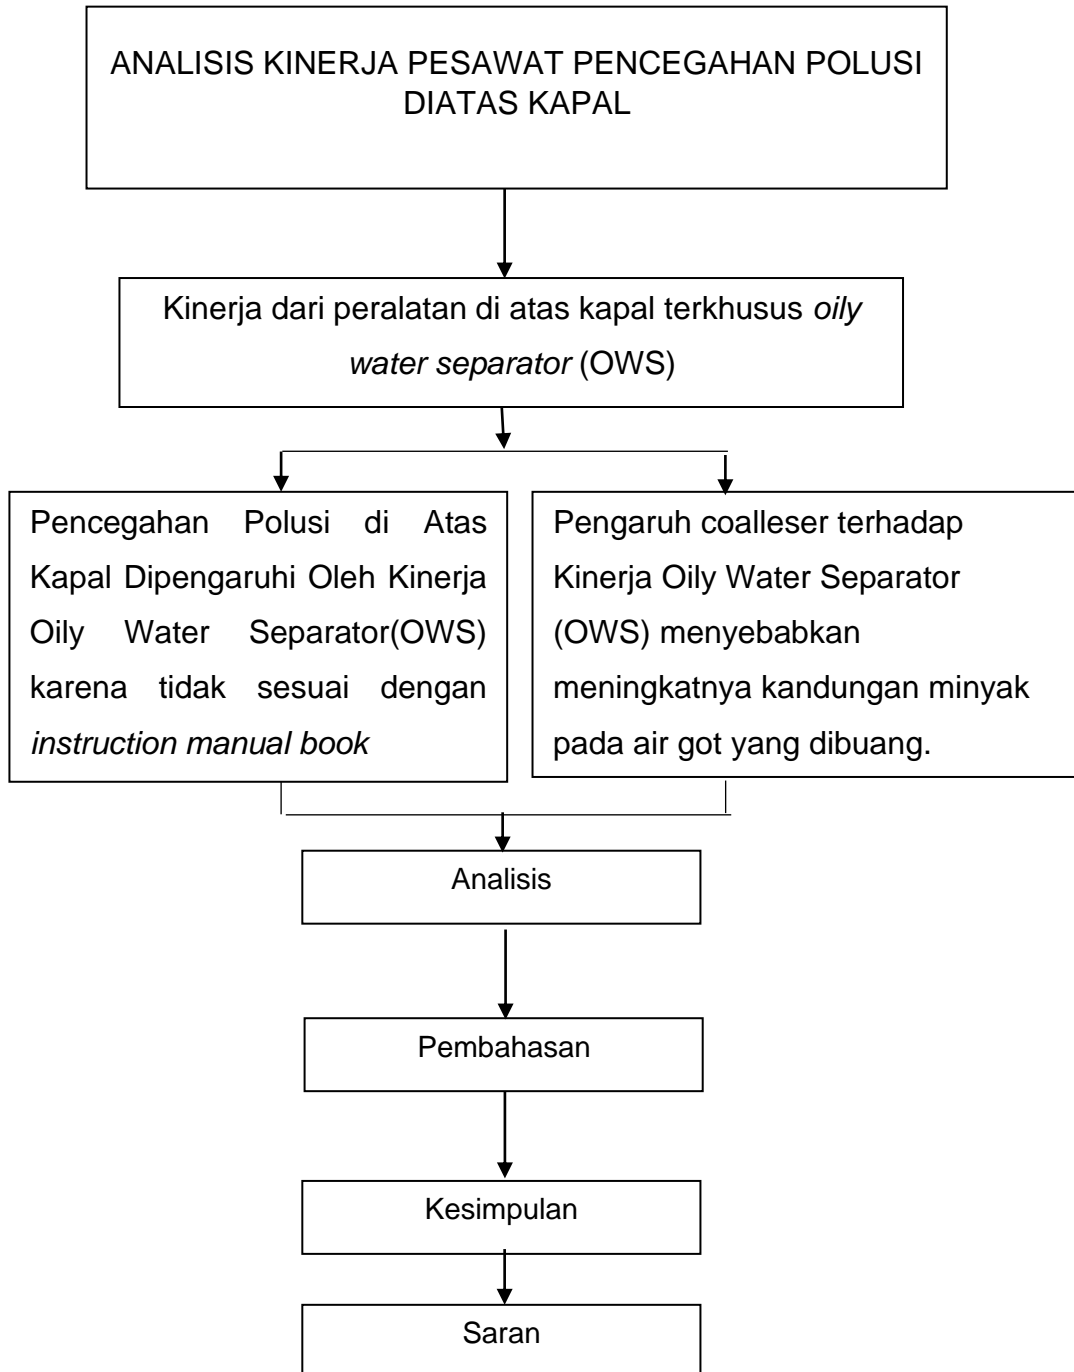 ANALISIS KINERJA PESAWAT PENCEGAHAN POLUSI
DIATAS KAPAL
Kinerja dari peralatan di atas kapal terkhusus oily
water separator (OWS)
Pencegahan Polusi di Atas
Kapal Dipengaruhi Oleh Kinerja
Oily Water Separator(OWS)
karena tidak sesuai dengan
instruction manual book
Pengaruh coalleser terhadap
Kinerja Oily Water Separator
(OWS) menyebabkan
meningkatnya kandungan minyak
pada air got yang dibuang.
Analisis
Pembahasan
Kesimpulan
Saran